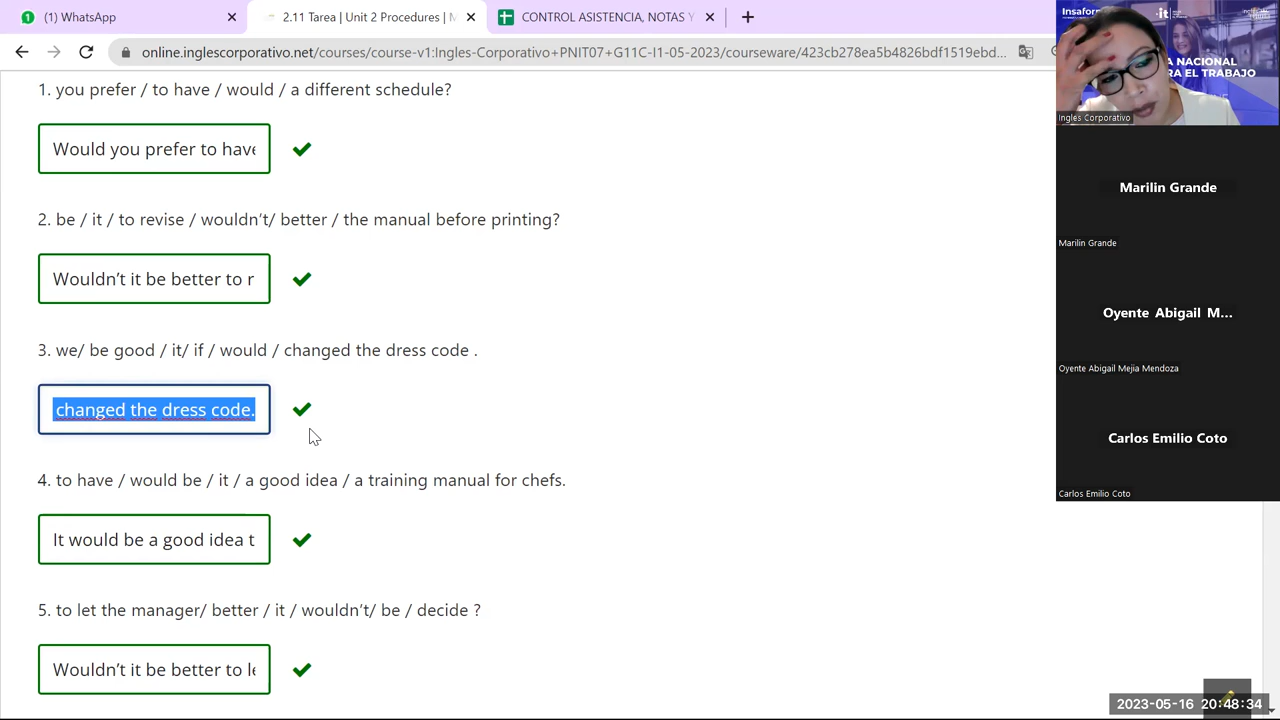 (1) WhatsApp
2.11 Tarea | Unit 2 Procedures | M
CONTROL ASISTENCIA NOTAS Y
online.inglescorporativo.net/courses/course-v1:Ingles-Corporativo+PNIT07+G11C-I1-05-2023/courseware/423cb278ea5b4826bdf1519ebd...
1. you prefer / to have / would / a different schedule?
Would you prefer to have
2. be / it / to revise / wouldn’t/ better / the manual before printing?
Wouldn’t it be better to r
3. we/ be good / it/ if / would / changed the dress code .
changed the dress code.
4. to have / would be / it / a good idea / a training manual for chefs.
It would be a good idea t
5. to let the manager/ better / it / wouldn’t/ be / decide ?
Wouldn’t it be better to le
Insafor
it
A NACIONAL
RA EL TRABAJO
Ingles Corporativo
Marilin Grande
Marilin Grande
Oyente Abigail M...
Oyente Abigail Mejia Mendoza
Carlos Emilio Coto
Carlos Emilio Coto
2023-05-16 20:48:34